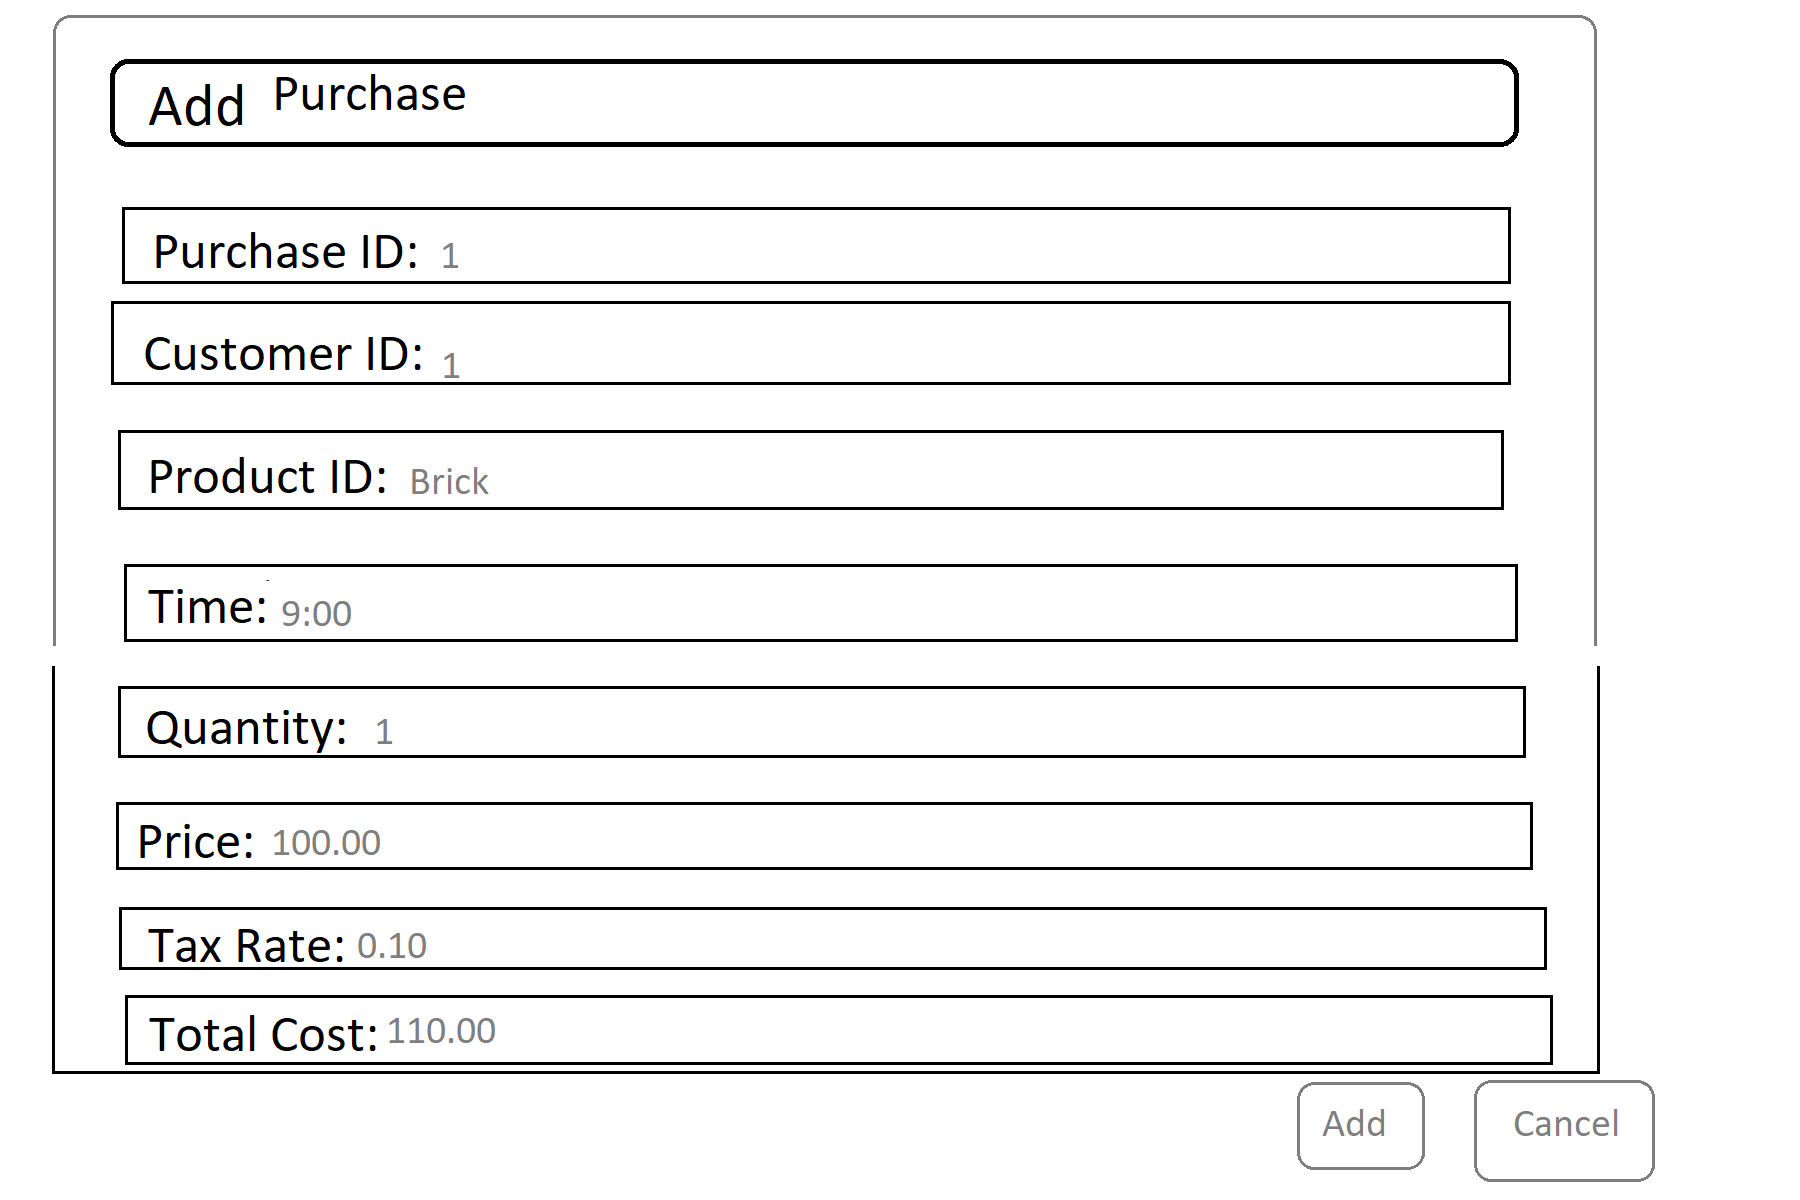 Add Purchase
Purchase ID: 1
Customer ID: 1
Product ID: Brick
Time: 9:00
Quantity: 1
Price: 100.00
Tax Rate: 0.10
Total Cost: 110.00
Add Cancel